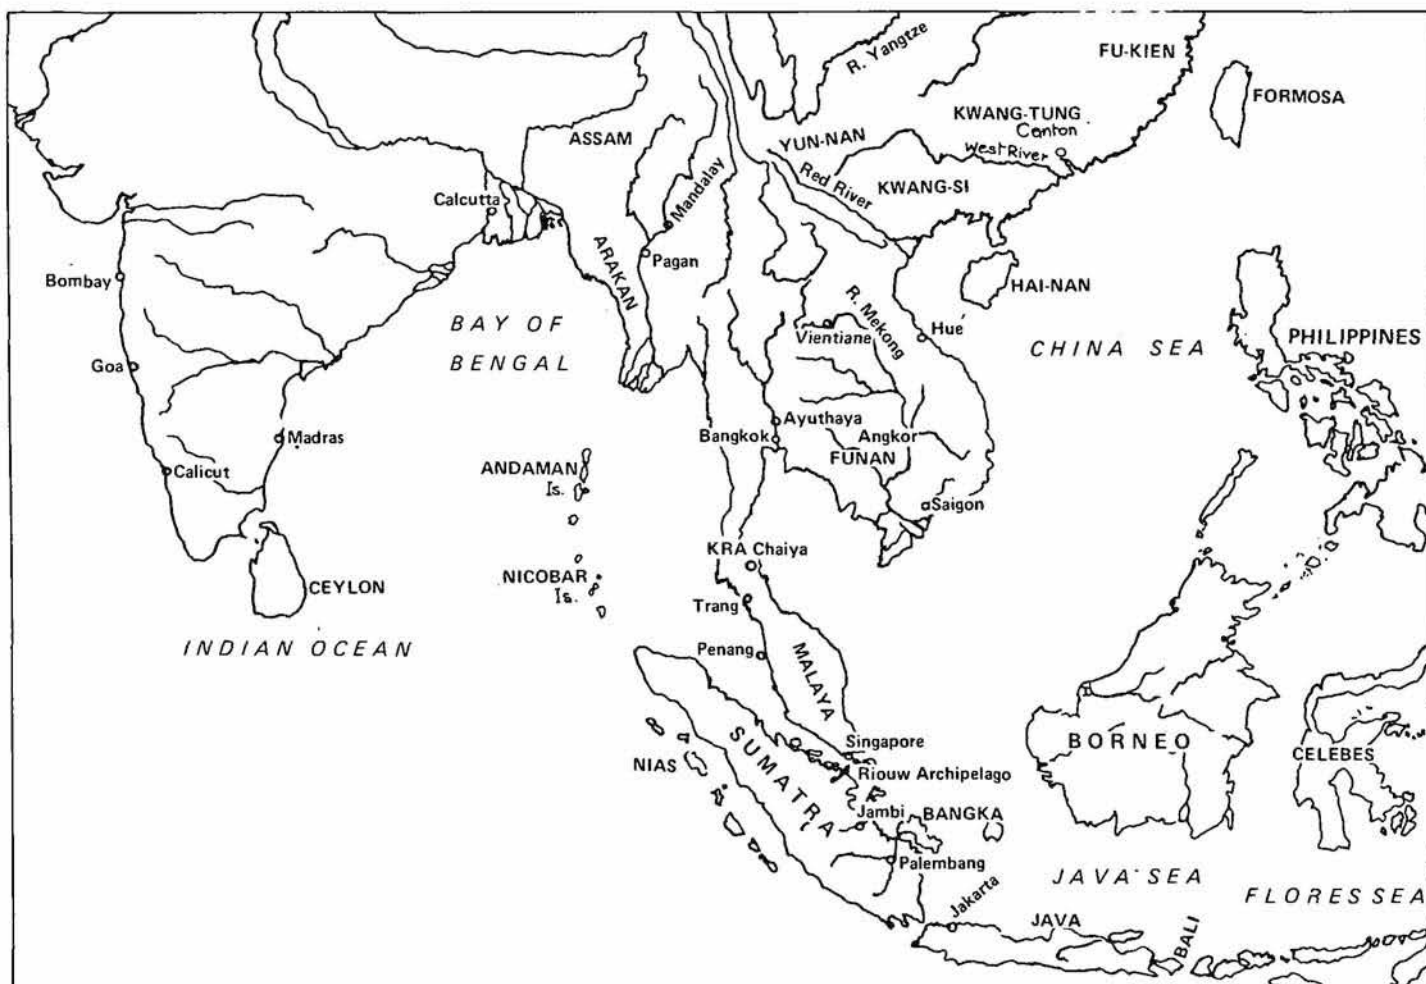 R. Yangtze
FU-KIEN
FORMOSA
KWANG-TUNG
Canton
West River
ASSAM
YUN-NAN
Mandalay
Red River
KWANG-SI
Calcutta
ARAKAN
Pagan
Bombay
HAI-NAN
R. Mekong
BAY OF
BENGAL
Vientiane
Hué
CHINA SEA
PHILIPPINES
Goa
Ayuthaya
Madras
Bangkok
Angkor
FUNAN
Calicut
ANDAMAN
Is.
Saigon
KRA Chaiya
NICOBAR
Is.
CEYLON
Trang
INDIAN OCEAN
Penang
MALAYA
SUMATRA
Singapore
BORNEO
CELEBES
NIAS
Riouw Archipelago
Jambi
BANGKA
Palembang
JAVA SEA
Jakarta
FLORES SEA
JAVA
BALI